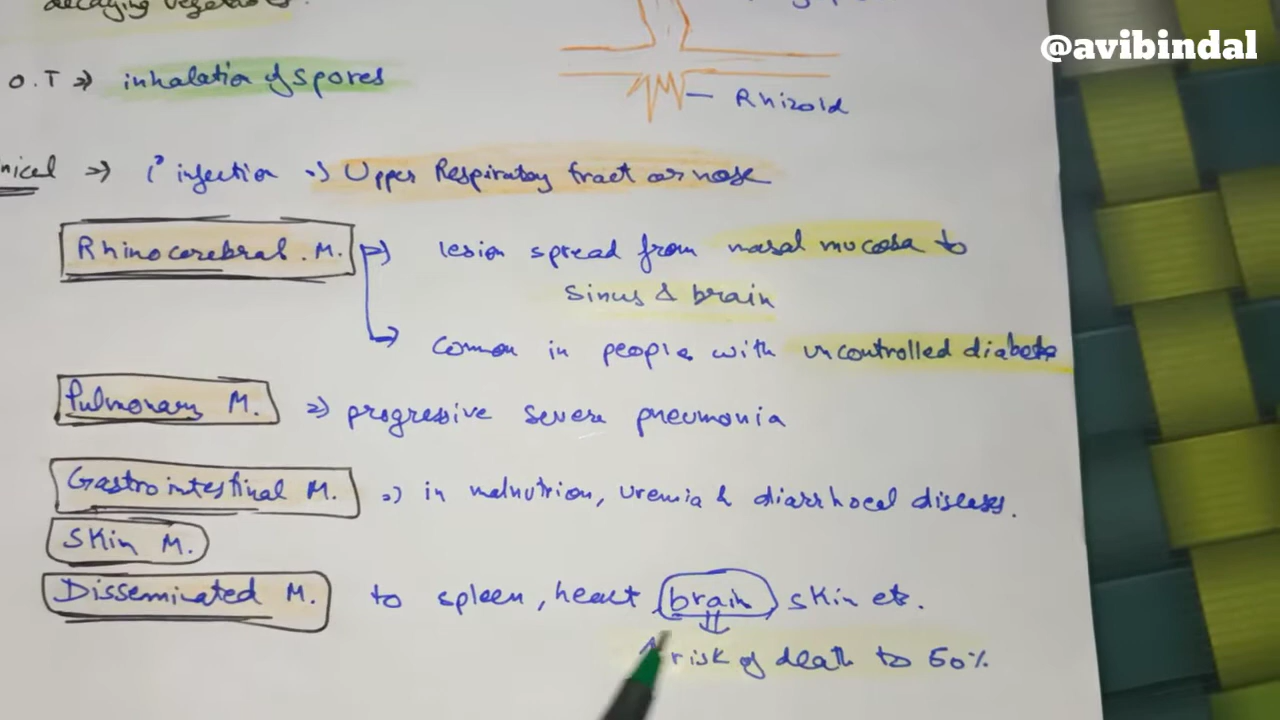 @avibindal
O.T ⇒ inhalation of spores
Rhizoid
1° infection ⇒ Upper Respiratory tract or nose
Rhinocerebral. M. ⇒ lesion spread from nasal mucosa to
sinus & brain
Common in people with uncontrolled diabetes
Pulmonary M. ⇒ progressive severe pneumonia
Gastrointestinal M. ⇒ in malnutrion, uremia & diarrhoeal diseases.
Skin M.
Disseminated M. to spleen, heart, brain, skin etc.
↑ risk of death to 50%